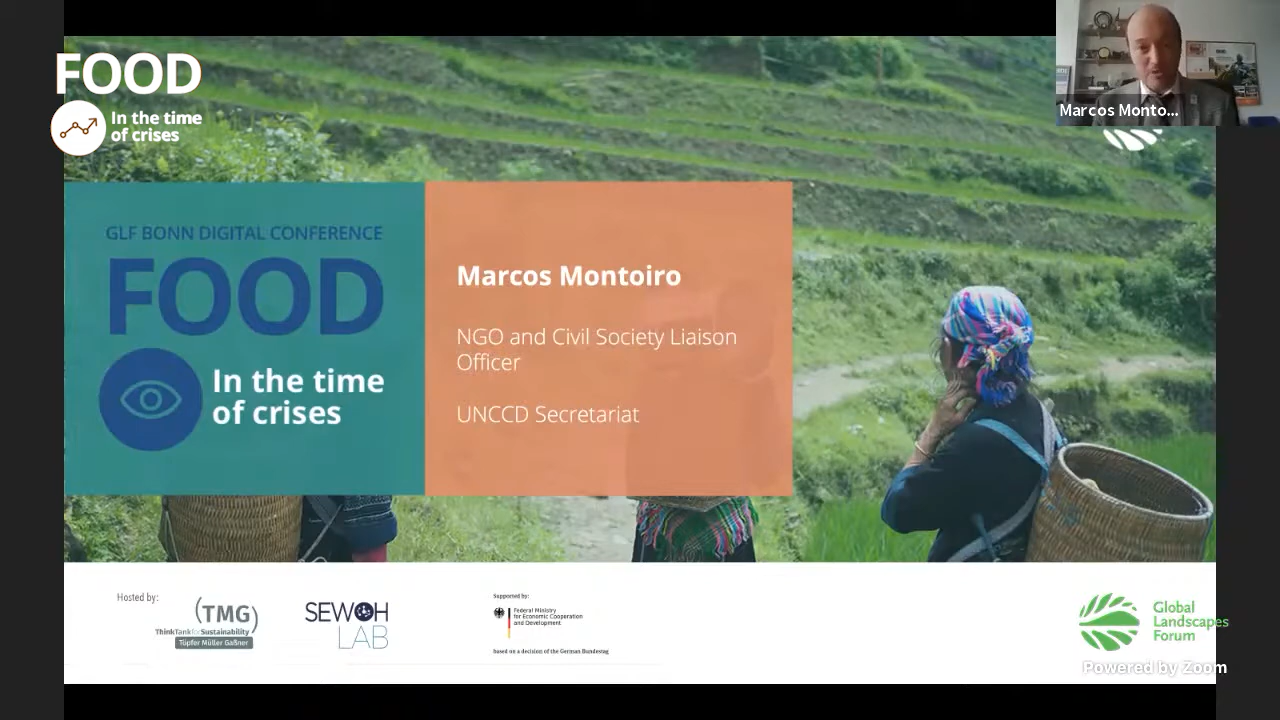 FOOD
In the time
of crises
Marcos Monto...
GLF BONN DIGITAL CONFERENCE
FOOD
In the time
of crises
Marcos Montoiro
NGO and Civil Society Liaison
Officer
UNCCD Secretariat
Hosted by:
(TMG)
ThinkTankforSustainability
Töpfer Müller Gaßner
SEWOH
LAB
Supported by:
Federal Ministry
for Economic Cooperation
and Development
based on a decision of the German Bundestag
Global
Landscapes
Forum
Powered by Zoom